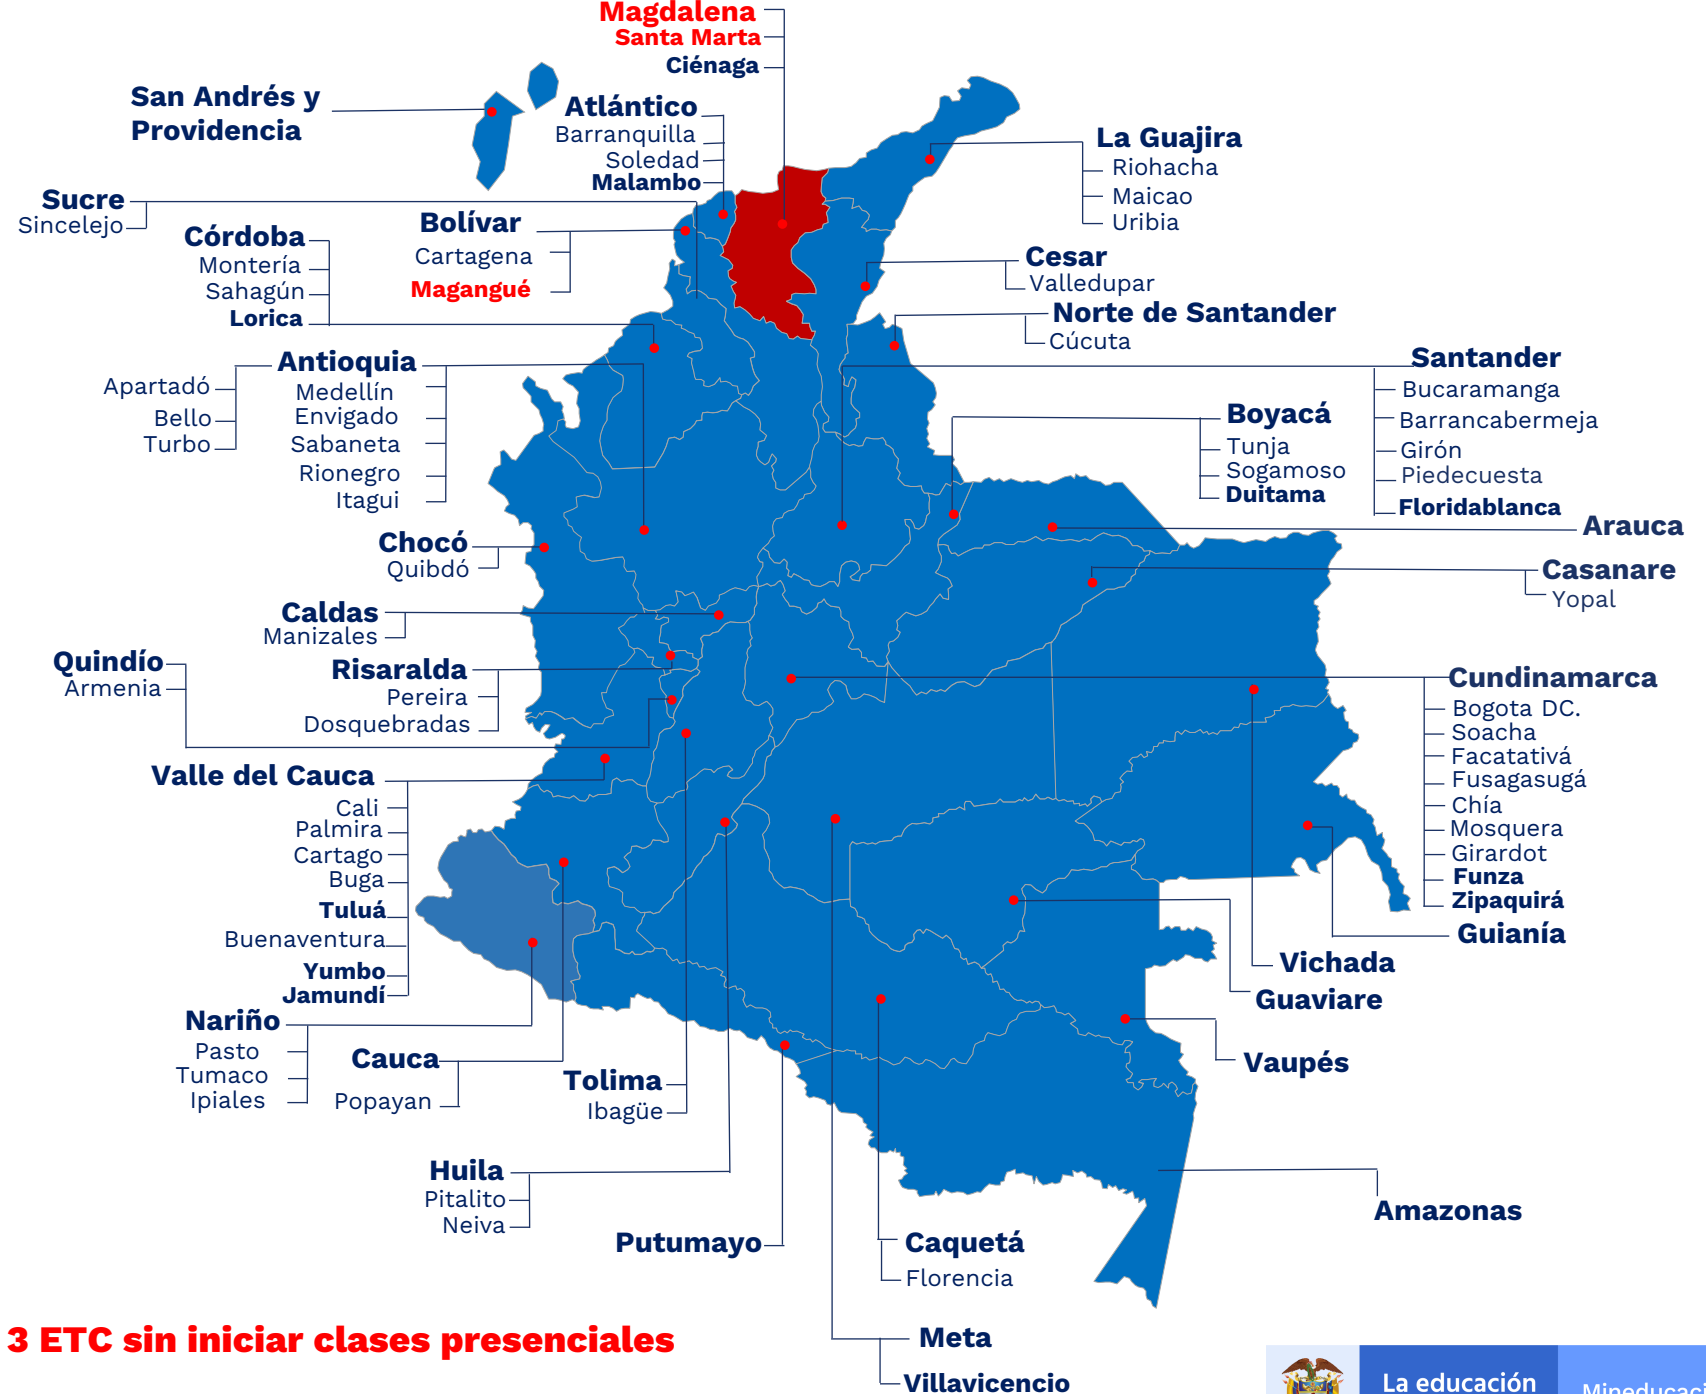 Magdalena
Santa Marta
Ciénaga
San Andrés y
Providencia
Atlántico
Barranquilla
Soledad
Malambo
La Guajira
Riohacha
Maicao
Uribia
Sucre
Sincelejo
Bolívar
Cartagena
Magangué
Córdoba
Montería
Sahagún
Lorica
Cesar
Valledupar
Norte de Santander
Cúcuta
Antioquia
Apartadó
Bello
Turbo
Medellín
Envigado
Sabaneta
Rionegro
Itagui
Santander
Bucaramanga
Barrancabermeja
Girón
Piedecuesta
Floridablanca
Boyacá
Tunja
Sogamoso
Duitama
Arauca
Chocó
Quibdó
Casanare
Yopal
Caldas
Manizales
Quindío
Armenia
Risaralda
Pereira
Dosquebradas
Cundinamarca
Bogota DC.
Soacha
Facatativá
Fusagasugá
Chía
Mosquera
Girardot
Funza
Zipaquirá
Valle del Cauca
Cali
Palmira
Cartago
Buga
Tuluá
Buenaventura
Yumbo
Jamundí
Guianía
Vichada
Guaviare
Vaupés
Nariño
Pasto
Tumaco
Ipiales
Cauca
Popayan
Tolima
Ibagüe
Huila
Pitalito
Neiva
Putumayo
Caquetá
Florencia
Amazonas
Meta
Villavicencio
3 ETC sin iniciar clases presenciales
La educación